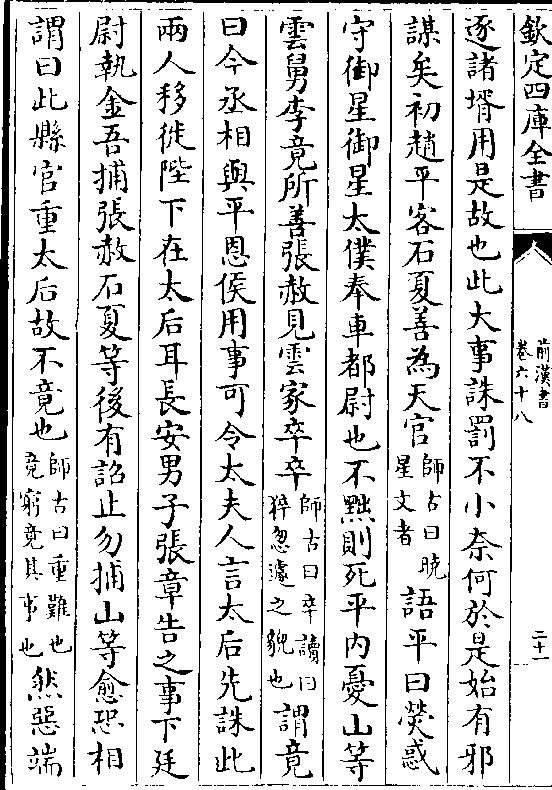 欽定四庫全書
前漢書
卷六十八
二十一
逐諸壻用是故也此大事誅罰不小奈何於是始有邪
謀矣初趙平客石夏善為天官師古曰曉星文者語平曰熒惑
守御星御星太僕奉車都尉也不黜則死平内憂山等
雲舅李竟所善張赦見雲家卒卒師古曰卒讀曰猝忽遽之貌也謂竟
曰今丞相與平恩侯用事可令太夫人言太后先誅此
兩人移徙陛下在太后耳長安男子張章告之事下廷
尉執金吾捕張赦石夏等後有詔止勿捕山等愈恐相
謂曰此縣官重太后故不竟也師古曰重難也竟窮竟其事也然惡端